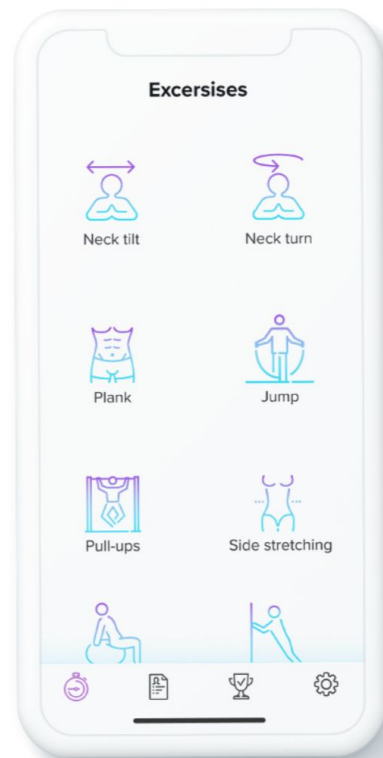 Excersises
Neck tilt
Neck turn
Plank
Jump
Pull-ups
Side stretching